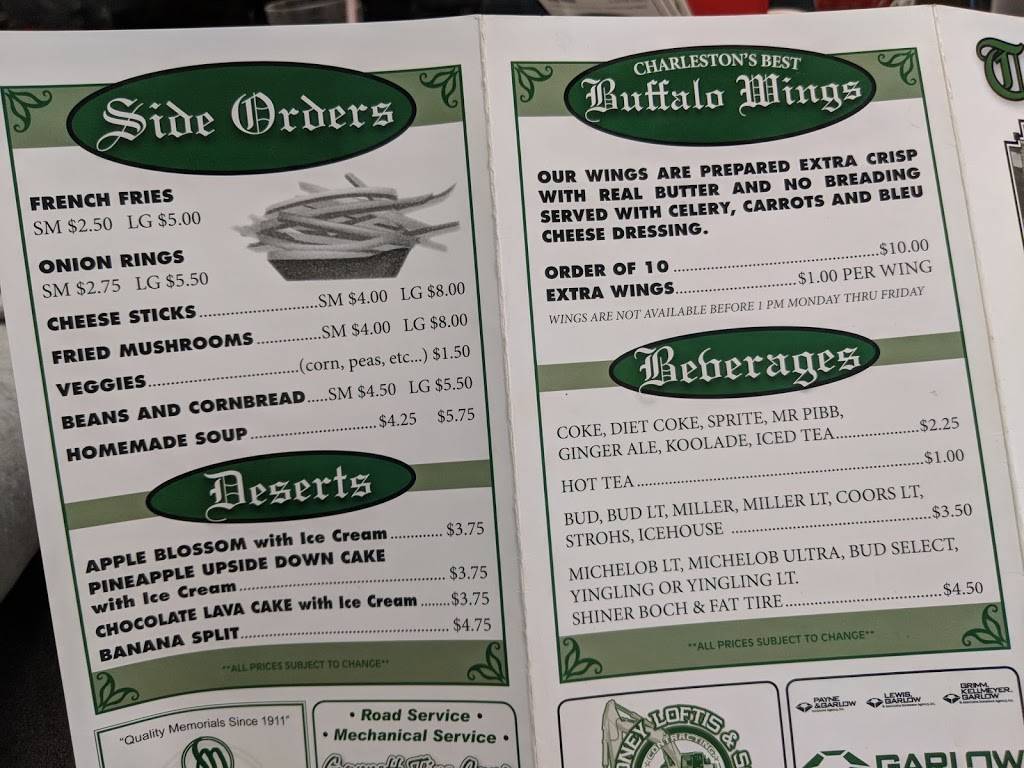 Side Orders
FRENCH FRIES
SM $2.50 LG $5.00
ONION RINGS
SM $2.75 LG $5.50
CHEESE STICKS..........................SM $4.00 LG $8.00
FRIED MUSHROOMS..............SM $4.00 LG $8.00
VEGGIES................................(corn, peas, etc...) $1.50
BEANS AND CORNBREAD.....SM $4.50 LG $5.50
HOMEMADE SOUP...........................$4.25 $5.75
Deserts
APPLE BLOSSOM with Ice Cream............ $3.75
PINEAPPLE UPSIDE DOWN CAKE
with Ice Cream............................................... $3.75
CHOCOLATE LAVA CAKE with Ice Cream.......$3.75
BANANA SPLIT............................................... $4.75
**ALL PRICES SUBJECT TO CHANGE**
"Quality Memorials Since 1911"
• Road Service •
• Mechanical Service •
CHARLESTON'S BEST
Buffalo Wings
OUR WINGS ARE PREPARED EXTRA CRISP
WITH REAL BUTTER AND NO BREADING
SERVED WITH CELERY, CARROTS AND BLEU
CHEESE DRESSING.
ORDER OF 10.............................................$10.00
EXTRA WINGS..........................$1.00 PER WING
WINGS ARE NOT AVAILABLE BEFORE 1 PM MONDAY THRU FRIDAY
Beverages
COKE, DIET COKE, SPRITE, MR PIBB,
GINGER ALE, KOOLADE, ICED TEA.................$2.25
HOT TEA............................................................$1.00
BUD, BUD LT, MILLER, MILLER LT, COORS LT,
STROHS, ICEHOUSE ..........................................$3.50
MICHELOB LT, MICHELOB ULTRA, BUD SELECT,
YINGLING OR YINGLING LT.
SHINER BOCH & FAT TIRE.................................$4.50
**ALL PRICES SUBJECT TO CHANGE**
LOFTIS &
CONTRACTING
PAYNE
& GARLOW
LEWIS,
GARLOW
GRIMM,
KELLMEYER,
GARLOW
GARLOW